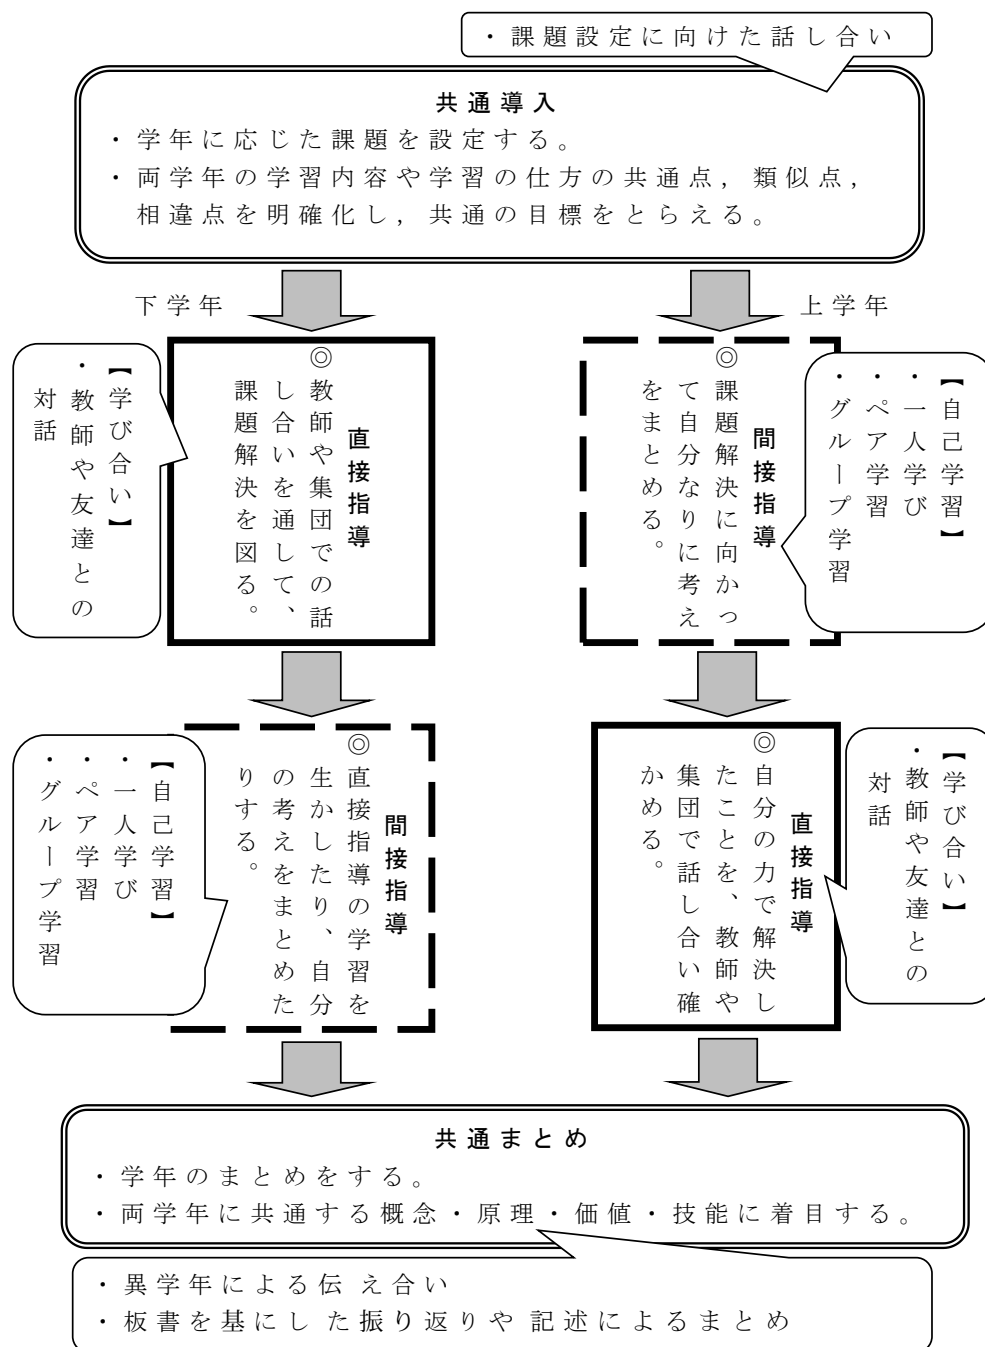 ・課題設定に向けた話し合い
共通導入
・学年に応じた課題を設定する。
・両学年の学習内容や学習の仕方の共通点，類似点，
相違点を明確化し，共通の目標をとらえる。
下学年
上学年
【学び合い】
・教師や友達との
対話
直接指導
◎教師や集団での話
し合いを通して、
課題解決を図る。
間接指導
◎課題解決に向かっ
て自分なりに考え
をまとめる。
【自己学習】
・一人学び
・ペア学習
・グループ学習
【自己学習】
・一人学び
・ペア学習
・グループ学習
間接指導
◎直接指導の学習を
生かしたり、自分
の考えをまとめた
りする。
直接指導
◎自分の力で解決し
たことを、教師や
集団で話し合い確
かめる。
【学び合い】
・教師や友達との
対話
共通まとめ
・学年のまとめをする。
・両学年に共通する概念・原理・価値・技能に着目する。
・異学年による伝え合い
・板書を基にした振り返りや記述によるまとめ